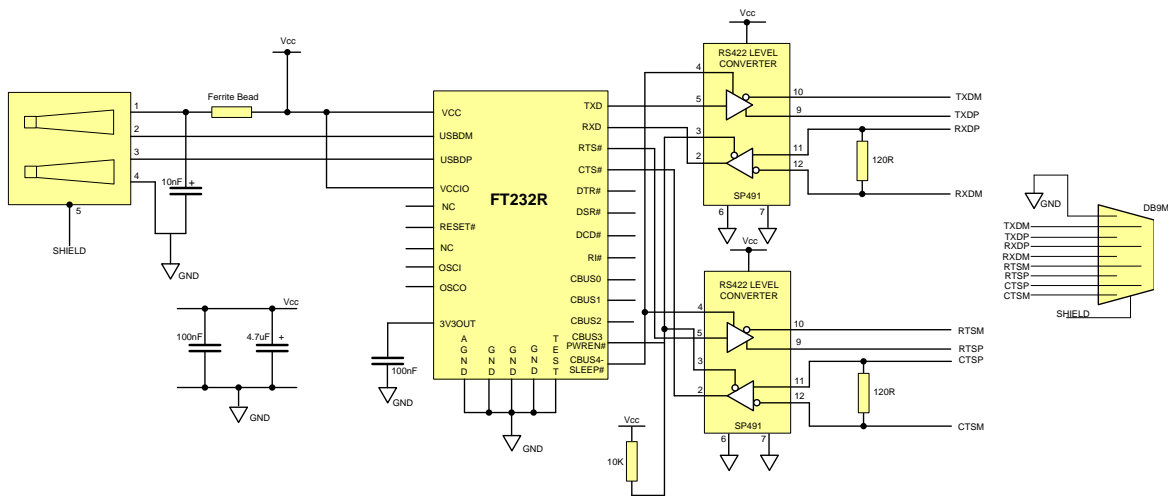 Vcc
Ferrite Bead
1
2
3
4
5
SHIELD
10nF
+
GND
Vcc
100nF
4.7uF
+
GND
100nF
GND
FT232R
VCC
USBDM
USBDP
VCCIO
NC
RESET#
NC
OSCI
OSCO
3V3OUT
AGND
GND
GND
GND
TEST
TXD
RXD
RTS#
CTS#
DTR#
DSR#
DCD#
RI#
CBUS0
CBUS1
CBUS2
CBUS3
PWREN#
CBUS4-
SLEEP#
GND
Vcc
10K
Vcc
RS422 LEVEL
CONVERTER
4
5
3
2
10
9
11
12
SP491
6
7
120R
TXDM
TXDP
RXDP
RXDM
Vcc
RS422 LEVEL
CONVERTER
4
5
3
2
10
9
11
12
SP491
6
7
120R
RTSM
RTSP
CTSP
CTSM
GND
DB9M
TXDM
TXDP
RXDP
RXDM
RTSM
RTSP
CTSP
CTSM
SHIELD